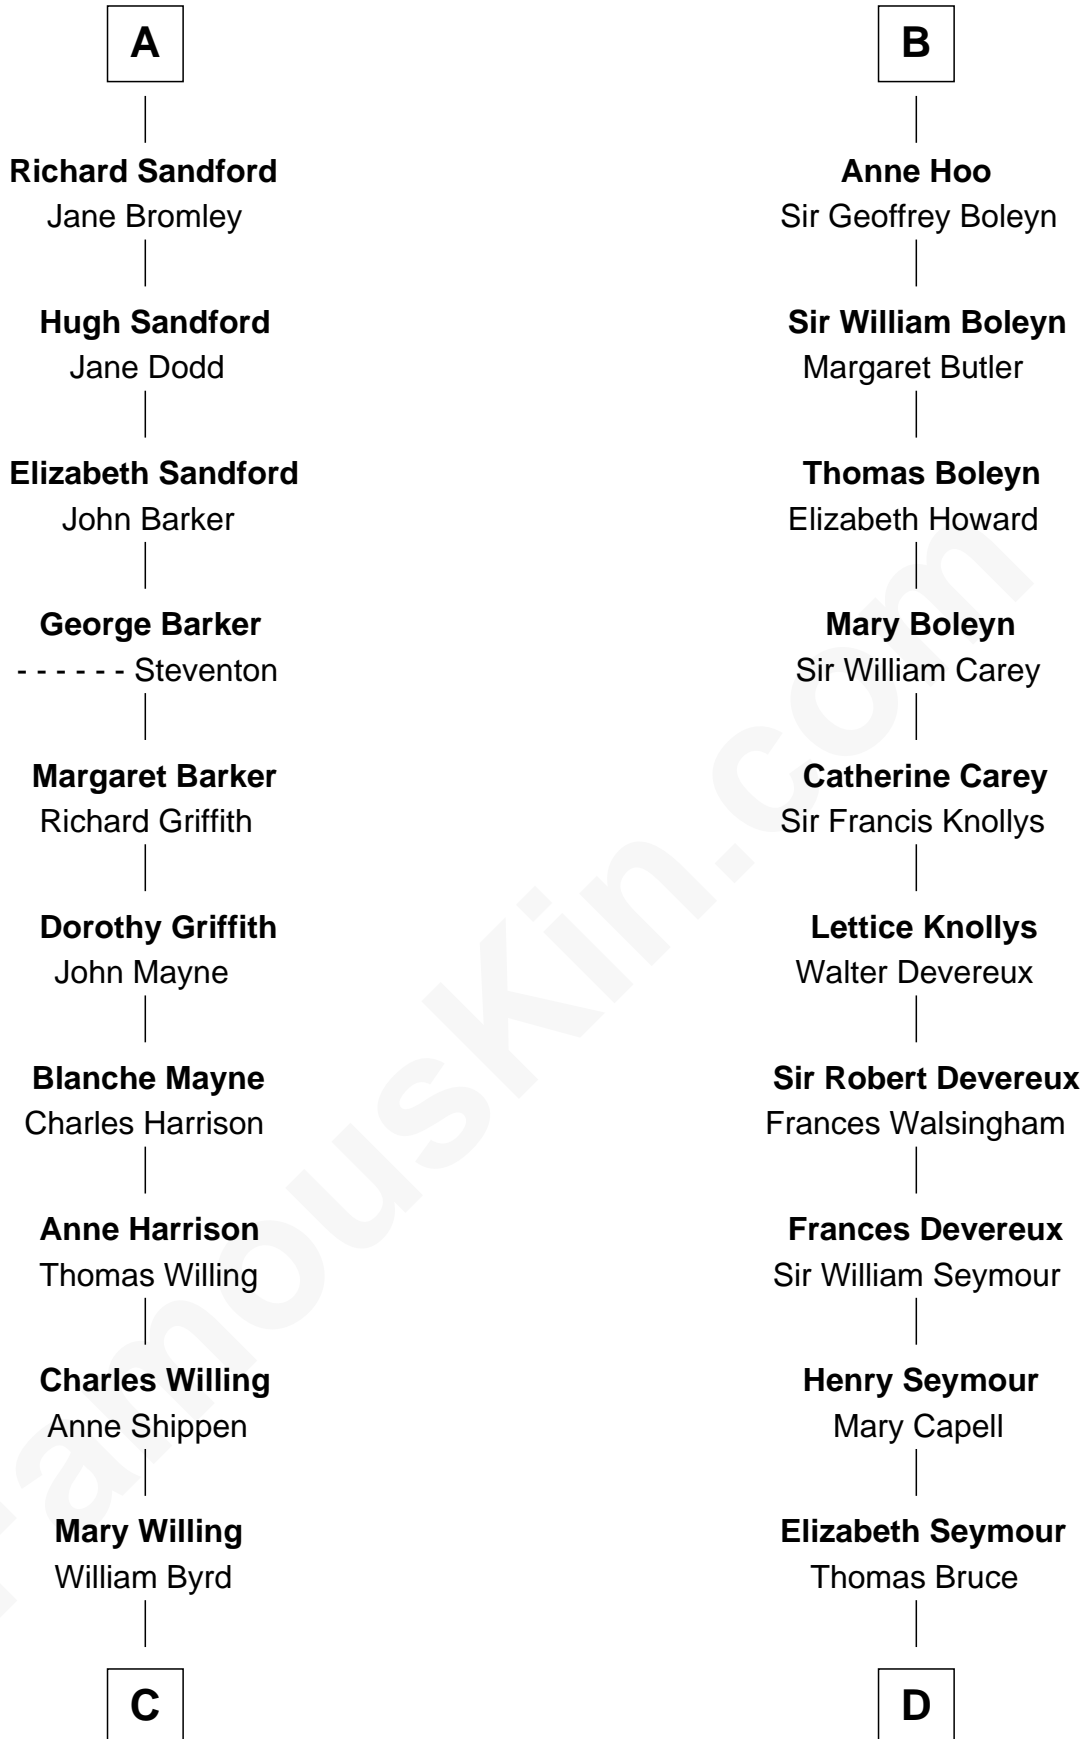 A
Richard Sandford
Jane Bromley
Hugh Sandford
Jane Dodd
Elizabeth Sandford
John Barker
George Barker
- - - - - - Steventon
Margaret Barker
Richard Griffith
Dorothy Griffith
John Mayne
Blanche Mayne
Charles Harrison
Anne Harrison
Thomas Willing
Charles Willing
Anne Shippen
Mary Willing
William Byrd
C
B
Anne Hoo
Sir Geoffrey Boleyn
Sir William Boleyn
Margaret Butler
Thomas Boleyn
Elizabeth Howard
Mary Boleyn
Sir William Carey
Catherine Carey
Sir Francis Knollys
Lettice Knollys
Walter Devereux
Sir Robert Devereux
Frances Walsingham
Frances Devereux
Sir William Seymour
Henry Seymour
Mary Capell
Elizabeth Seymour
Thomas Bruce
D
FamousKin.com